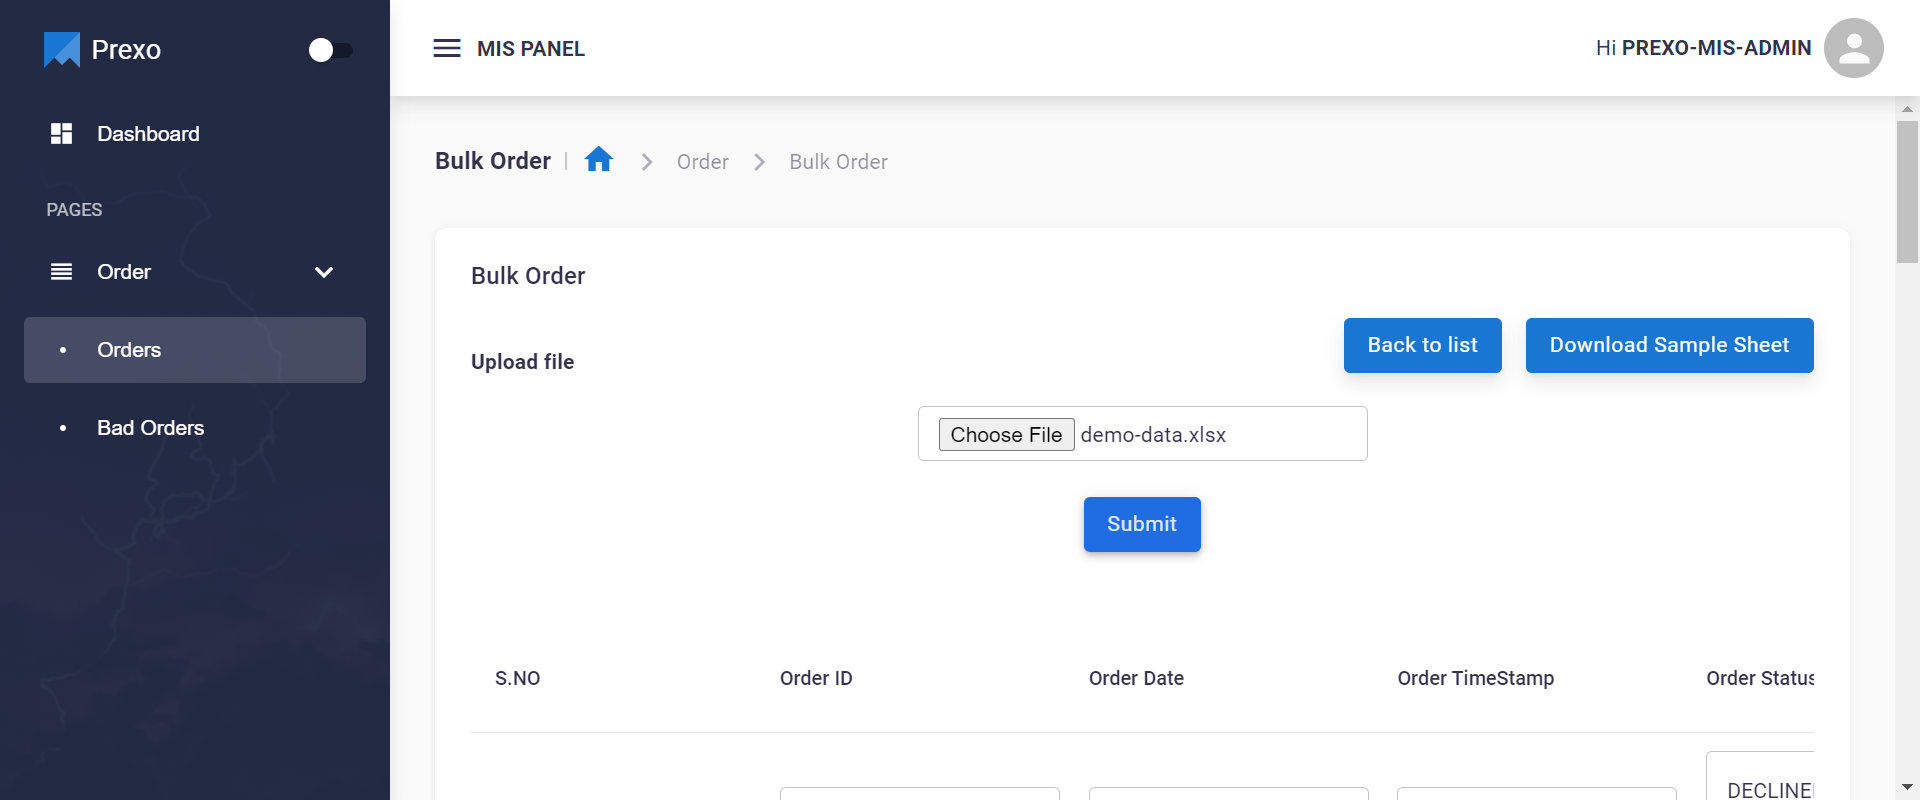 Prexo
MIS PANEL
Hi PREXO-MIS-ADMIN
Dashboard
PAGES
Order
Orders
Bad Orders
Bulk Order
Order
Bulk Order
Bulk Order
Upload file
Back to list
Download Sample Sheet
Choose File demo-data.xlsx
Submit
S.NO Order ID Order Date Order TimeStamp Order Status